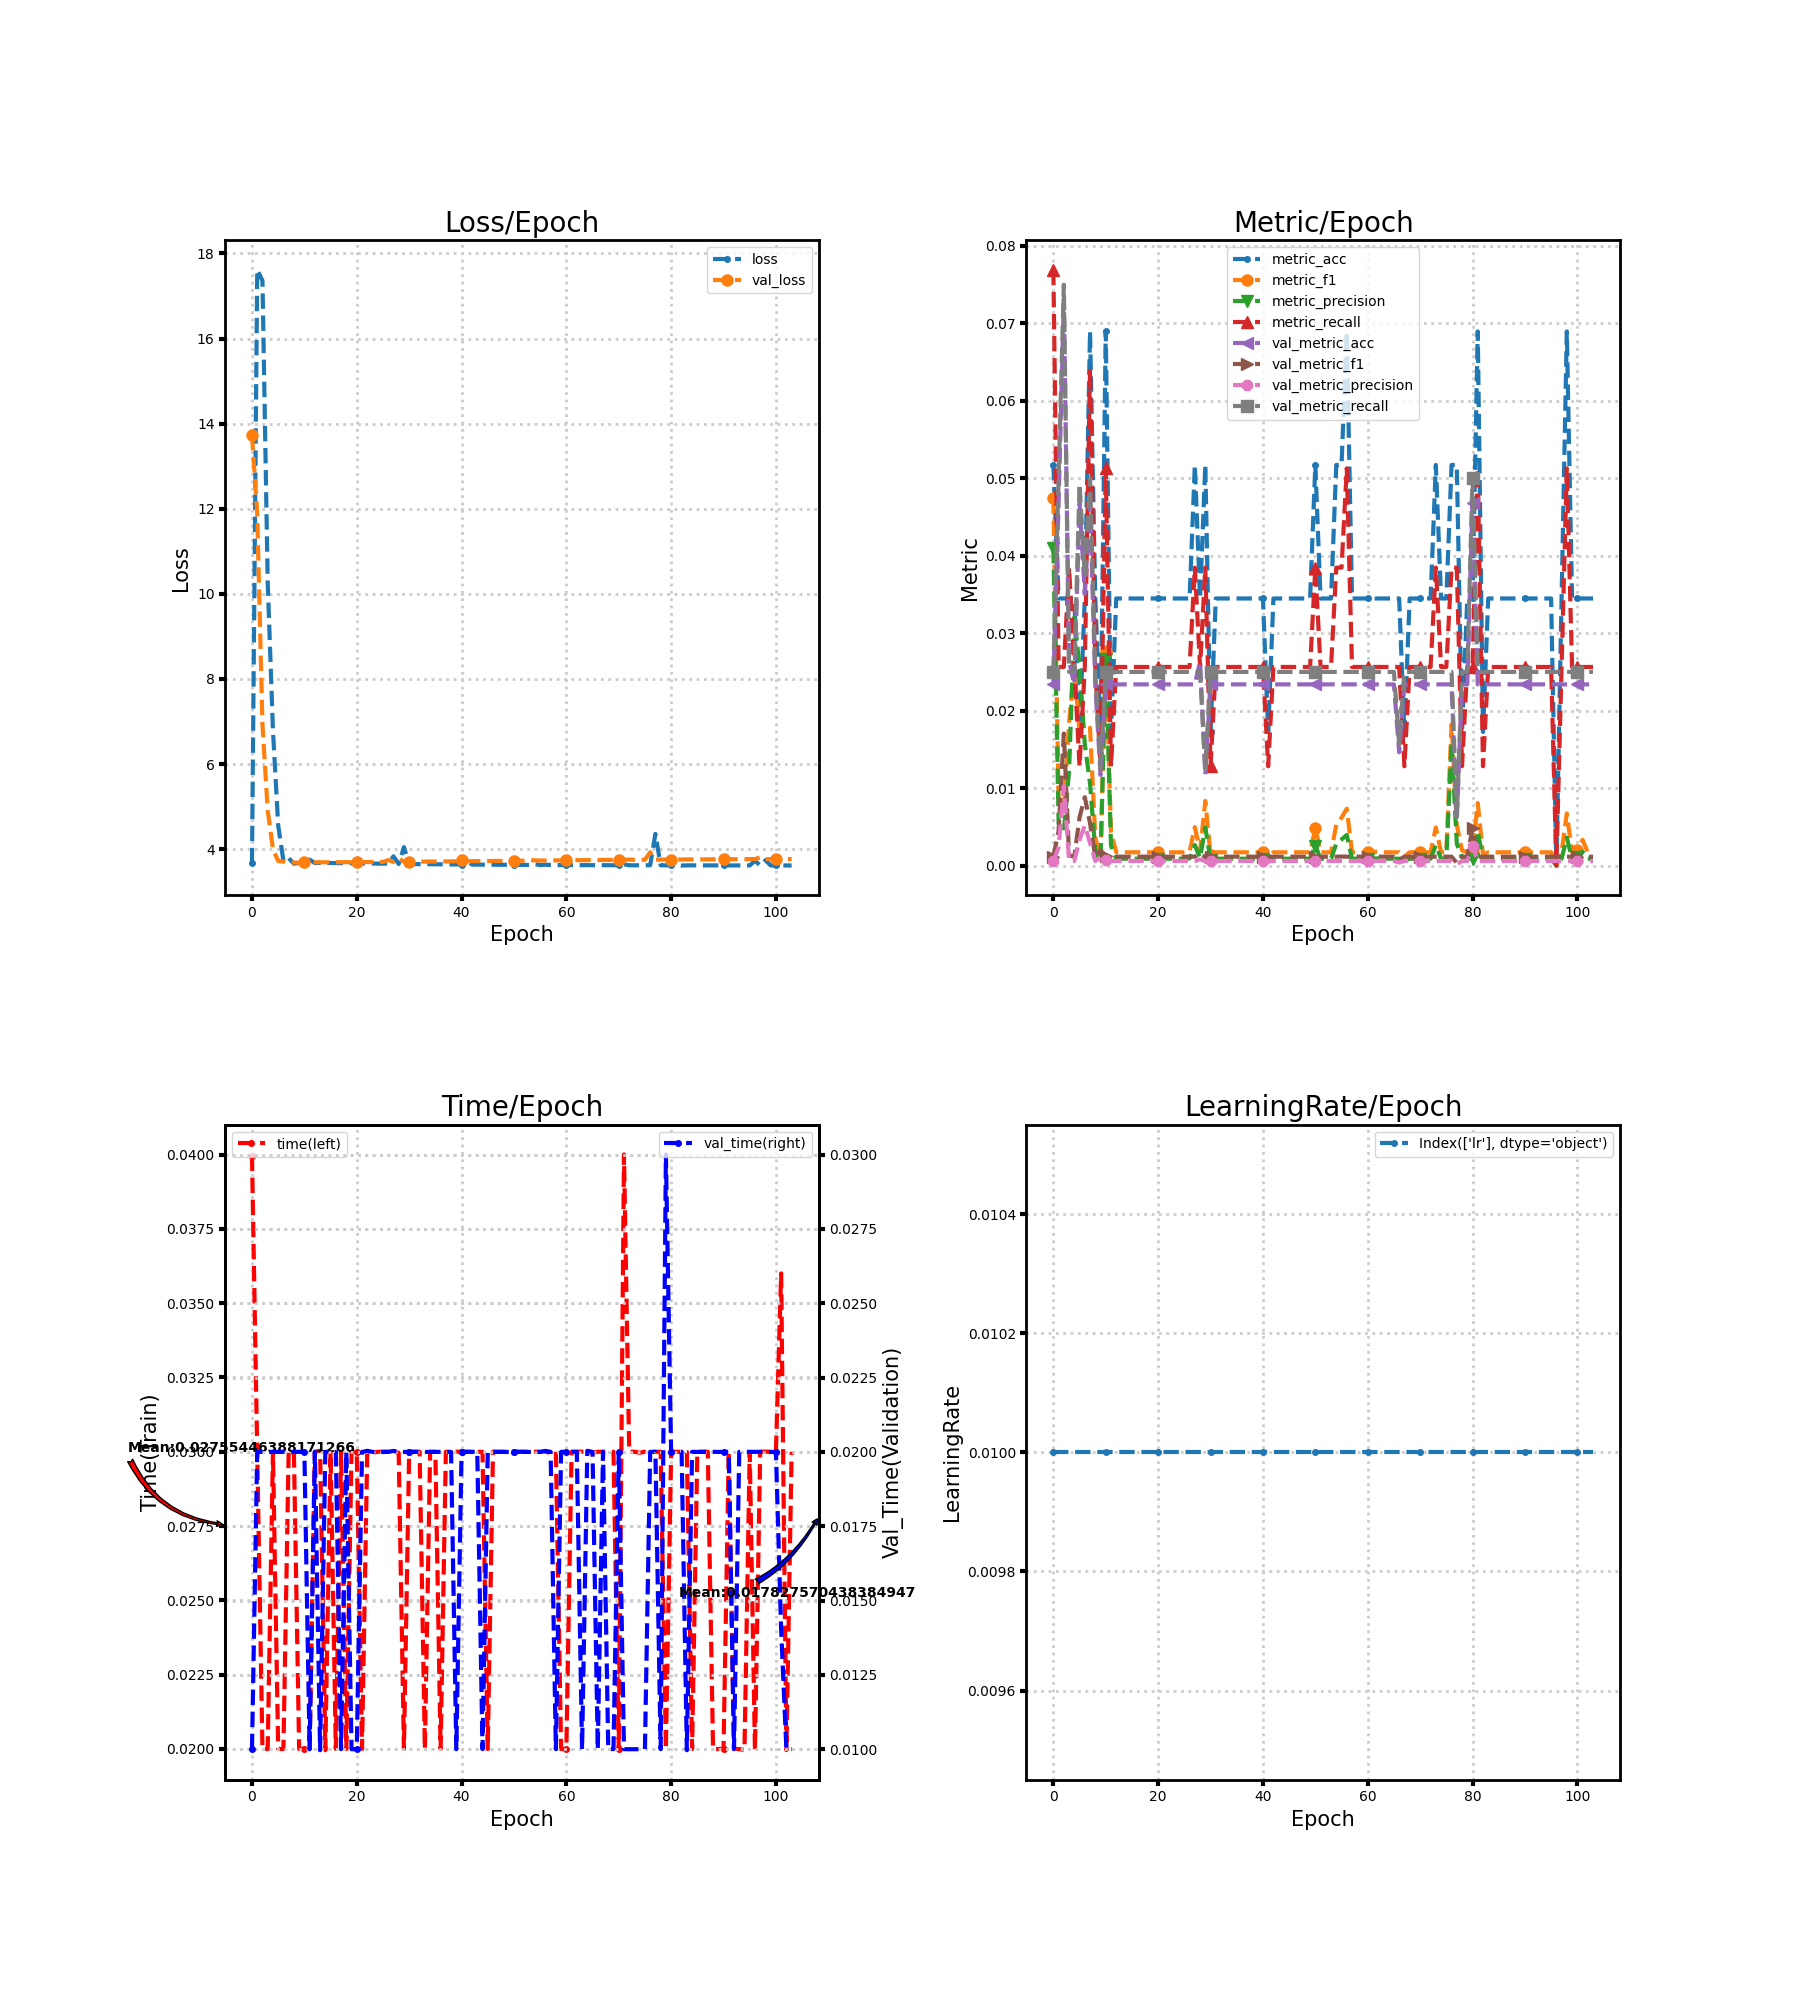 Loss/Epoch
18
16
14
12
10
8
6
4
Loss
loss
val_loss
0 20 40 60 80 100
Epoch
Metric/Epoch
0.08
0.07
0.06
0.05
0.04
0.03
0.02
0.01
0.00
Metric
metric_acc
metric_f1
metric_precision
metric_recall
val_metric_acc
val_metric_f1
val_metric_precision
val_metric_recall
0 20 40 60 80 100
Epoch
Time/Epoch
time(left)
val_time(right)
0.0400
0.0375
0.0350
0.0325
0.0300
0.0275
0.0250
0.0225
0.0200
Time(Train)
Mean:0.02755446388171266
0.0300
0.0275
0.0250
0.0225
0.0200
0.0175
0.0150
0.0125
0.0100
Val_Time(Validation)
Mean:0.017827570438384947
0 20 40 60 80 100
Epoch
LearningRate/Epoch
Index(['lr'], dtype='object')
0.0104
0.0102
0.0100
0.0098
0.0096
LearningRate
0 20 40 60 80 100
Epoch